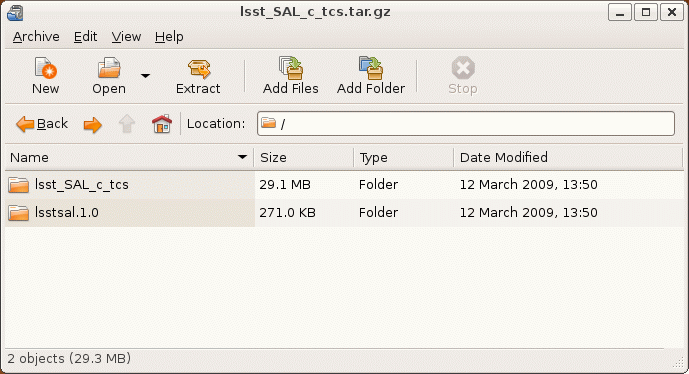 lsst_SAL_c_tcs.tar.gz
Archive Edit View Help
New Open Extract Add Files Add Folder Stop
Back Location: /
Name Size Type Date Modified
lsst_SAL_c_tcs 29.1 MB Folder 12 March 2009, 13:50
lsstsal.1.0 271.0 KB Folder 12 March 2009, 13:50
2 objects (29.3 MB)